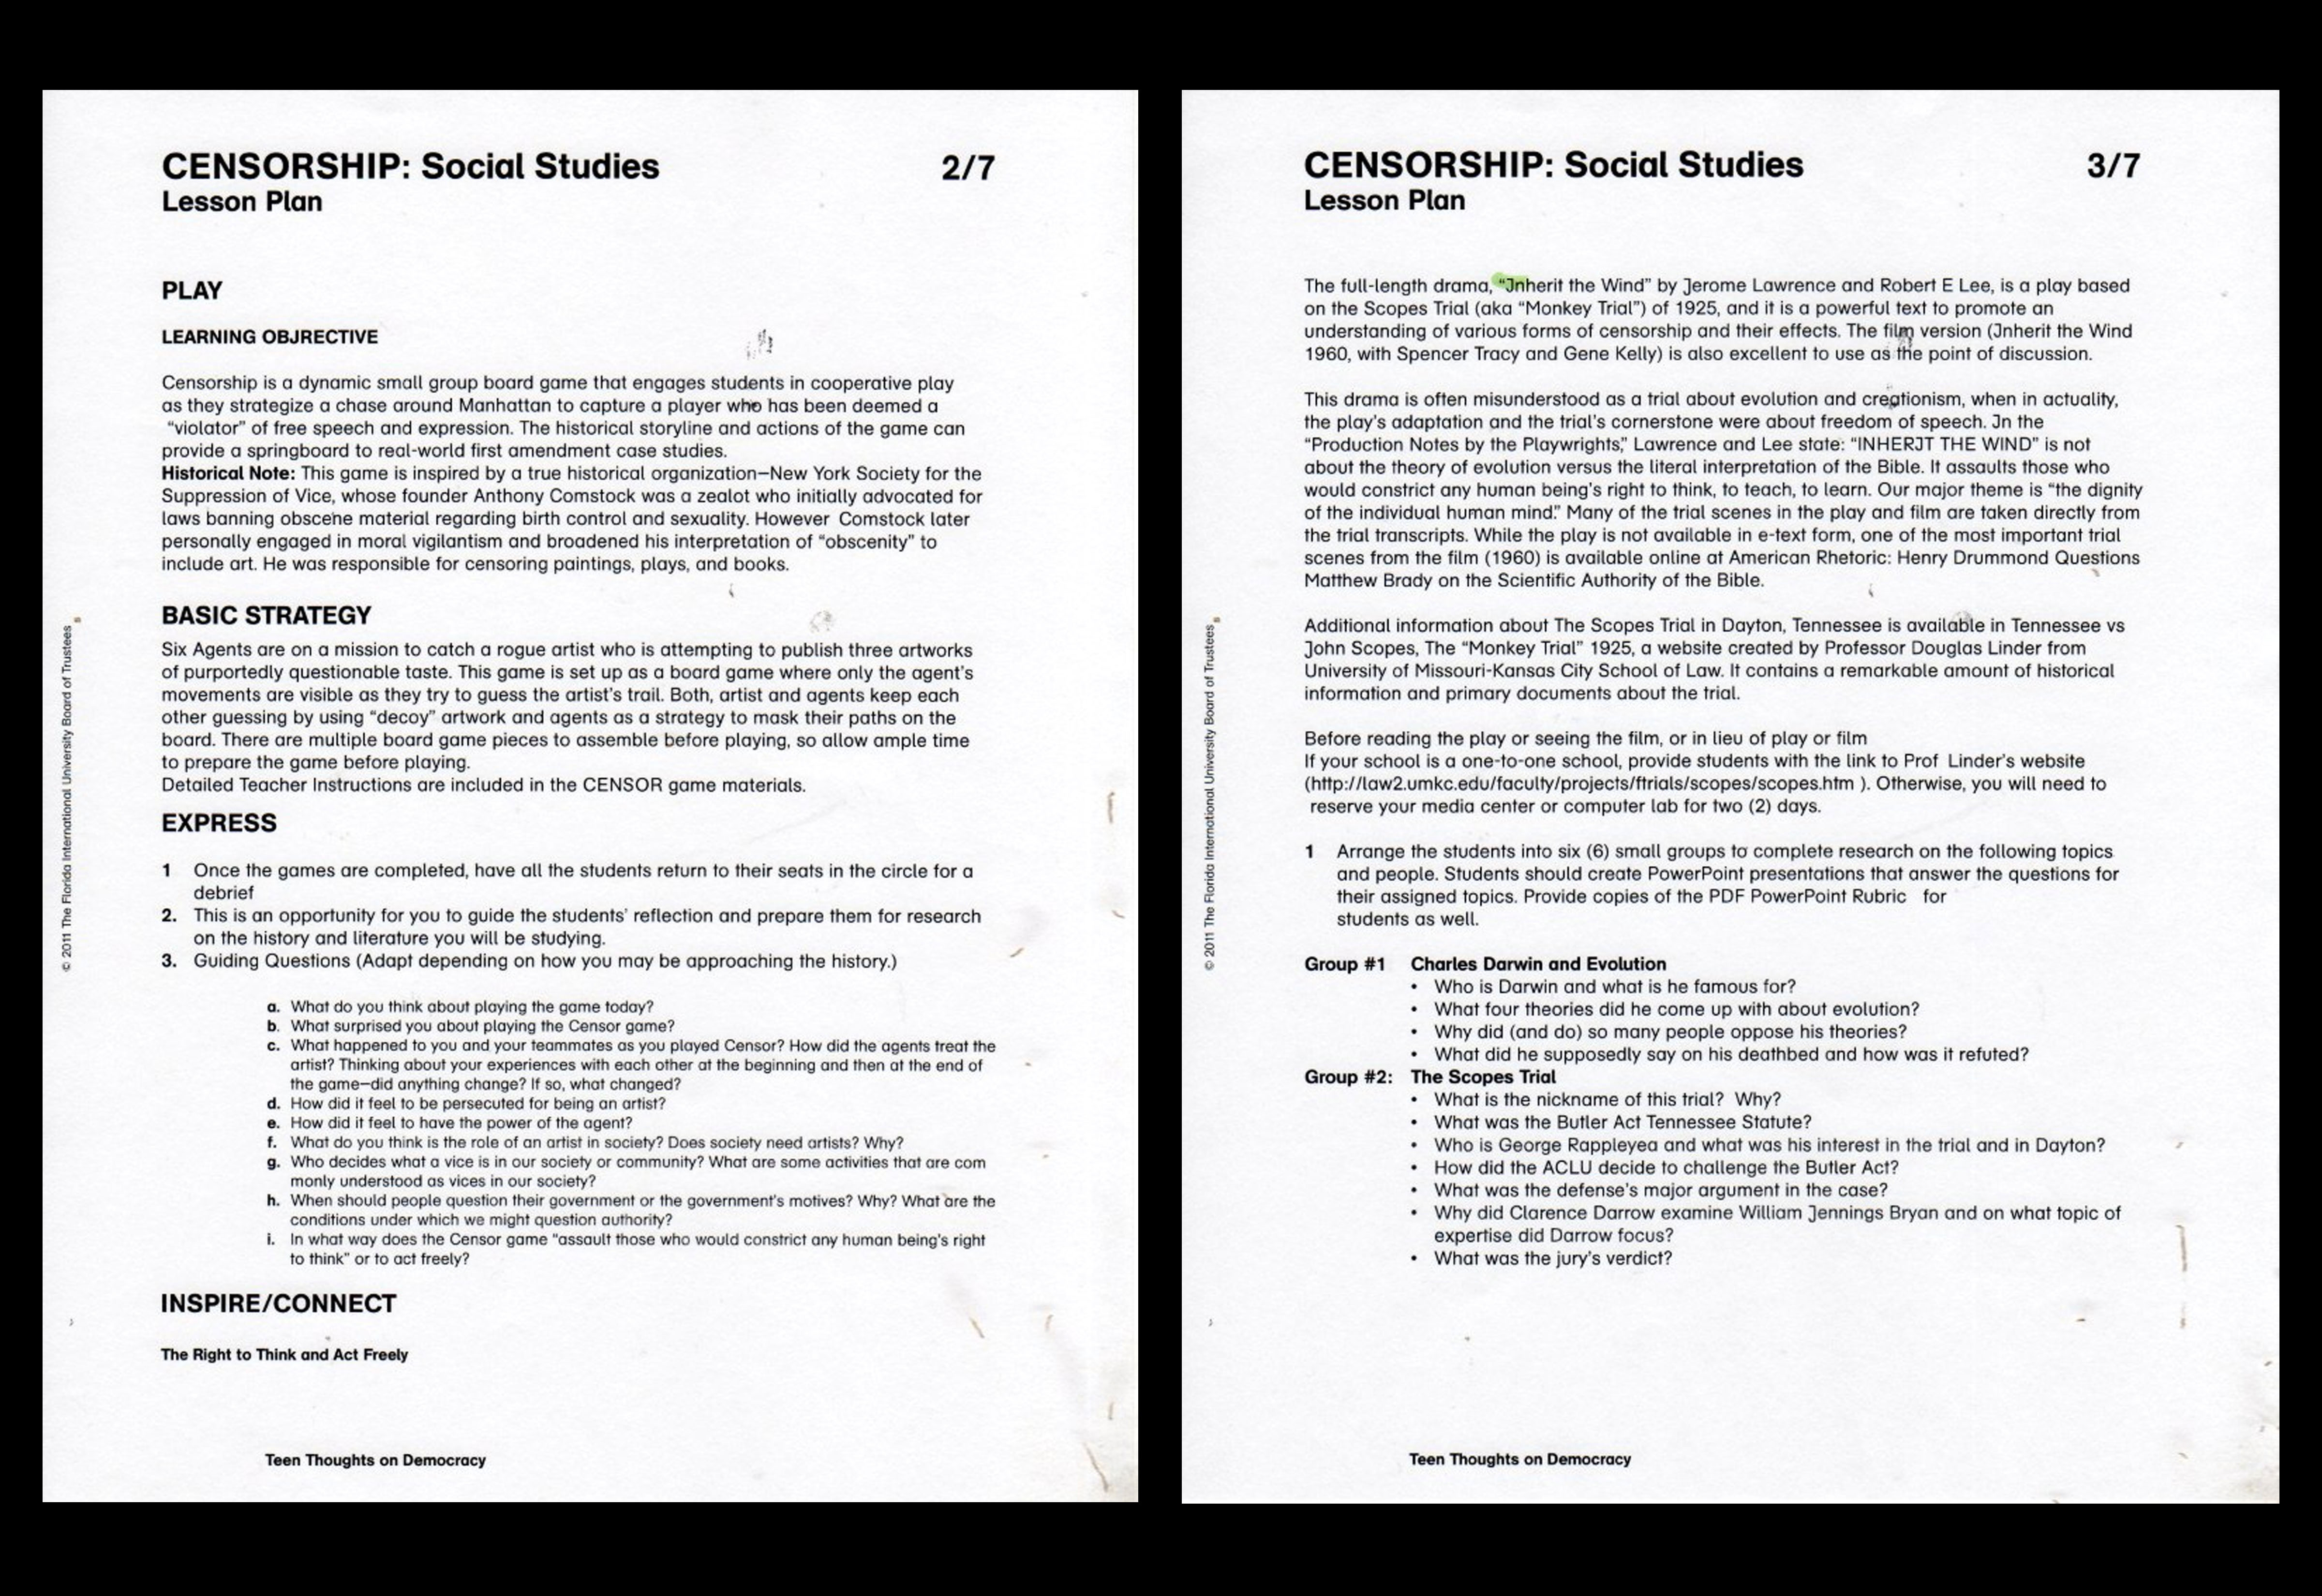 CENSORSHIP: Social Studies 2/7
Lesson Plan
PLAY
LEARNING OBJRECTIVE
Censorship is a dynamic small group board game that engages students in cooperative play
as they strategize a chase around Manhattan to capture a player who has been deemed a
“violator” of free speech and expression. The historical storyline and actions of the game can
provide a springboard to real-world first amendment case studies.
Historical Note: This game is inspired by a true historical organization—New York Society for the
Suppression of Vice, whose founder Anthony Comstock was a zealot who initially advocated for
laws banning obscene material regarding birth control and sexuality. However Comstock later
personally engaged in moral vigilantism and broadened his interpretation of “obscenity” to
include art. He was responsible for censoring paintings, plays, and books.
BASIC STRATEGY
Six Agents are on a mission to catch a rogue artist who is attempting to publish three artworks
of purportedly questionable taste. This game is set up as a board game where only the agent’s
movements are visible as they try to guess the artist’s trail. Both, artist and agents keep each
other guessing by using “decoy” artwork and agents as a strategy to mask their paths on the
board. There are multiple board game pieces to assemble before playing, so allow ample time
to prepare the game before playing.
Detailed Teacher Instructions are included in the CENSOR game materials.
EXPRESS
1 Once the games are completed, have all the students return to their seats in the circle for a
debrief
2. This is an opportunity for you to guide the students’ reflection and prepare them for research
on the history and literature you will be studying.
3. Guiding Questions (Adapt depending on how you may be approaching the history.)
a. What do you think about playing the game today?
b. What surprised you about playing the Censor game?
c. What happened to you and your teammates as you played Censor? How did the agents treat the
artist? Thinking about your experiences with each other at the beginning and then at the end of
the game—did anything change? If so, what changed?
d. How did it feel to be persecuted for being an artist?
e. How did it feel to have the power of the agent?
f. What do you think is the role of an artist in society? Does society need artists? Why?
g. Who decides what a vice is in our society or community? What are some activities that are com
monly understood as vices in our society?
h. When should people question their government or the government’s motives? Why? What are the
conditions under which we might question authority?
i. In what way does the Censor game “assault those who would constrict any human being’s right
to think” or to act freely?
INSPIRE/CONNECT
The Right to Think and Act Freely
Teen Thoughts on Democracy
© 2011 The Florida International University Board of Trustees
CENSORSHIP: Social Studies 3/7
Lesson Plan
The full-length drama, “Jnherit the Wind” by Jerome Lawrence and Robert E Lee, is a play based
on the Scopes Trial (aka “Monkey Trial”) of 1925, and it is a powerful text to promote an
understanding of various forms of censorship and their effects. The film version (Jnherit the Wind
1960, with Spencer Tracy and Gene Kelly) is also excellent to use as the point of discussion.
This drama is often misunderstood as a trial about evolution and creationism, when in actuality,
the play’s adaptation and the trial’s cornerstone were about freedom of speech. Jn the
“Production Notes by the Playwrights,” Lawrence and Lee state: “INHERJT THE WIND” is not
about the theory of evolution versus the literal interpretation of the Bible. It assaults those who
would constrict any human being’s right to think, to teach, to learn. Our major theme is “the dignity
of the individual human mind.” Many of the trial scenes in the play and film are taken directly from
the trial transcripts. While the play is not available in e-text form, one of the most important trial
scenes from the film (1960) is available online at American Rhetoric: Henry Drummond Questions
Matthew Brady on the Scientific Authority of the Bible.
Additional information about The Scopes Trial in Dayton, Tennessee is available in Tennessee vs
John Scopes, The “Monkey Trial” 1925, a website created by Professor Douglas Linder from
University of Missouri-Kansas City School of Law. It contains a remarkable amount of historical
information and primary documents about the trial.
Before reading the play or seeing the film, or in lieu of play or film
If your school is a one-to-one school, provide students with the link to Prof Linder’s website
(http://law2.umkc.edu/faculty/projects/ftrials/scopes/scopes.htm ). Otherwise, you will need to
reserve your media center or computer lab for two (2) days.
1 Arrange the students into six (6) small groups to complete research on the following topics
and people. Students should create PowerPoint presentations that answer the questions for
their assigned topics. Provide copies of the PDF PowerPoint Rubric for
students as well.
Group #1 Charles Darwin and Evolution
• Who is Darwin and what is he famous for?
• What four theories did he come up with about evolution?
• Why did (and do) so many people oppose his theories?
• What did he supposedly say on his deathbed and how was it refuted?
Group #2: The Scopes Trial
• What is the nickname of this trial? Why?
• What was the Butler Act Tennessee Statute?
• Who is George Rappleyea and what was his interest in the trial and in Dayton?
• How did the ACLU decide to challenge the Butler Act?
• What was the defense’s major argument in the case?
• Why did Clarence Darrow examine William Jennings Bryan and on what topic of
expertise did Darrow focus?
• What was the jury’s verdict?
Teen Thoughts on Democracy
© 2011 The Florida International University Board of Trustees